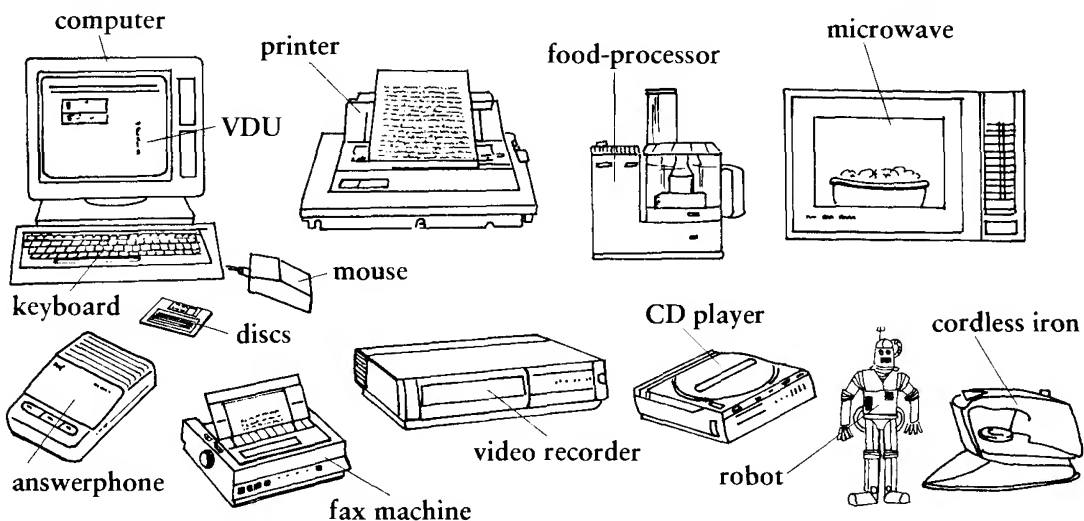 computer
printer
food-processor
microwave
VDU
mouse
keyboard
discs
CD player
cordless iron
answerphone
fax machine
video recorder
robot